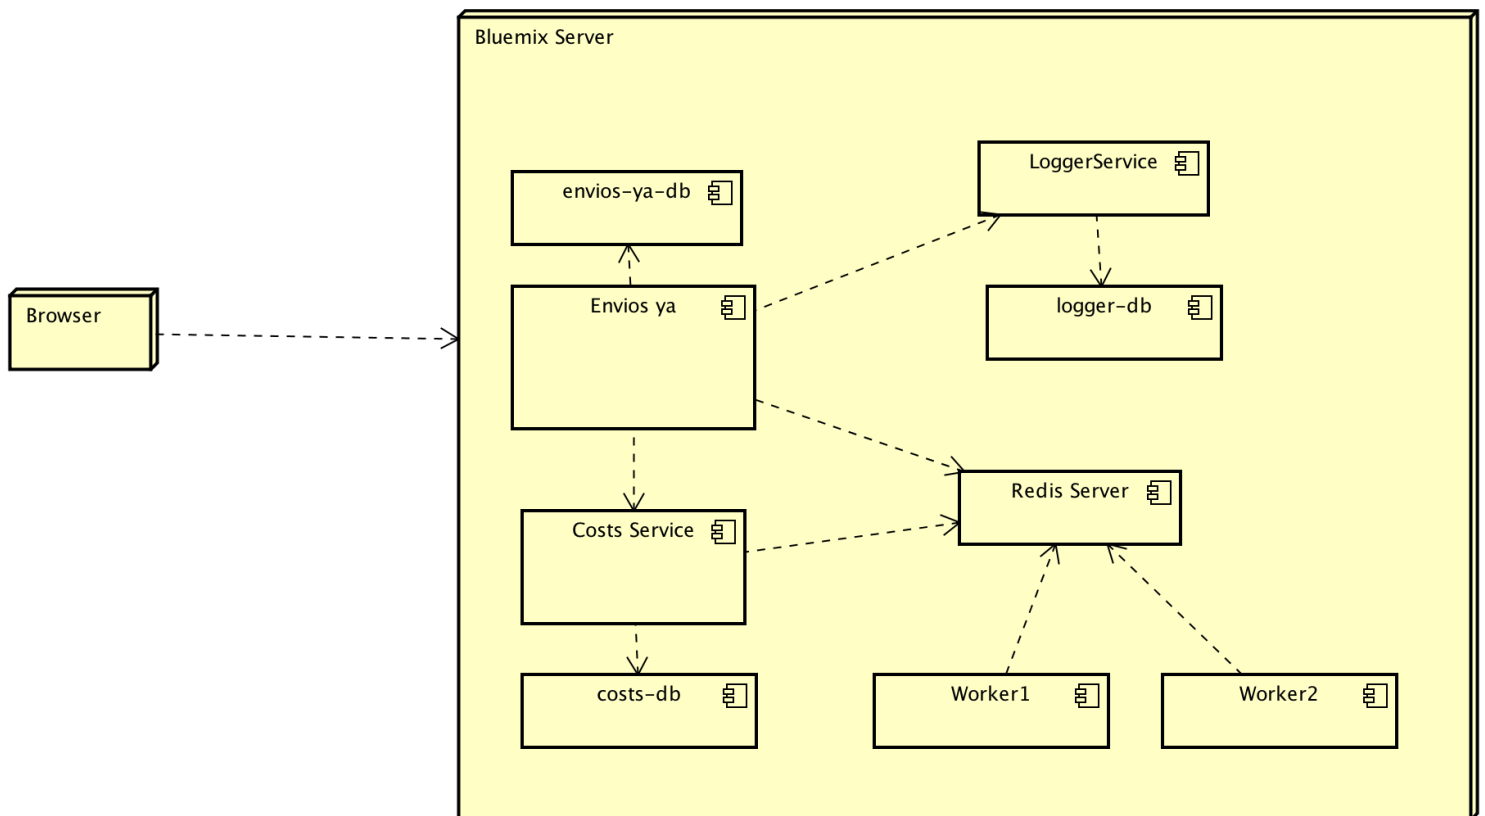 Bluemix Server
LoggerService
envios-ya-db
Browser
Envios ya
logger-db
Redis Server
Costs Service
costs-db
Worker1
Worker2